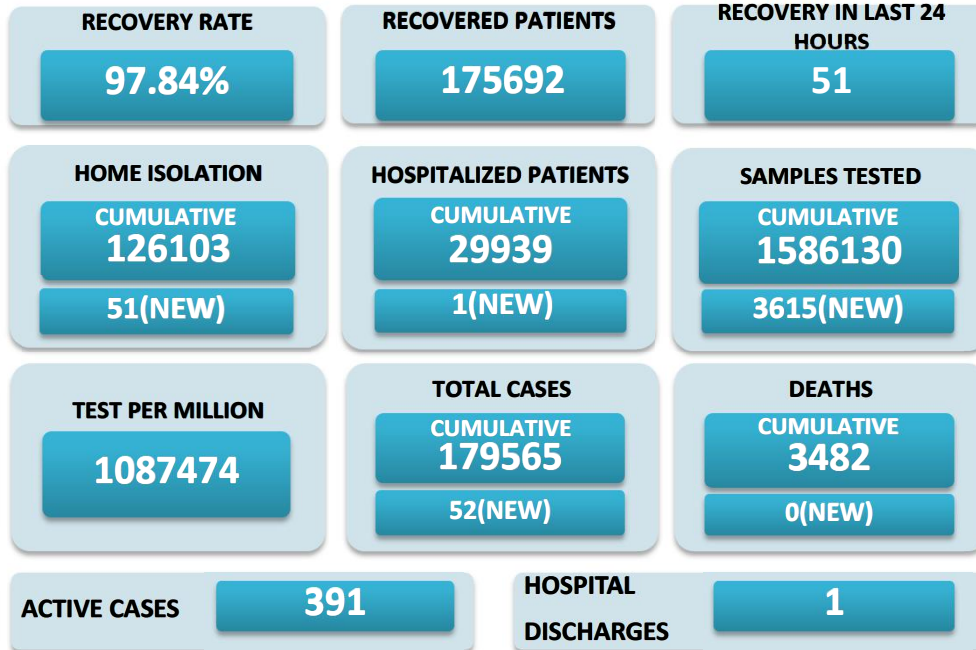 RECOVERY RATE
97.84%
RECOVERED PATIENTS
175692
RECOVERY IN LAST 24
HOURS
51
HOME ISOLATION
CUMULATIVE
126103
51(NEW)
HOSPITALIZED PATIENTS
CUMULATIVE
29939
1(NEW)
SAMPLES TESTED
CUMULATIVE
1586130
3615(NEW)
TEST PER MILLION
1087474
TOTAL CASES
CUMULATIVE
179565
52(NEW)
DEATHS
CUMULATIVE
3482
0(NEW)
ACTIVE CASES
391
HOSPITAL
DISCHARGES
1